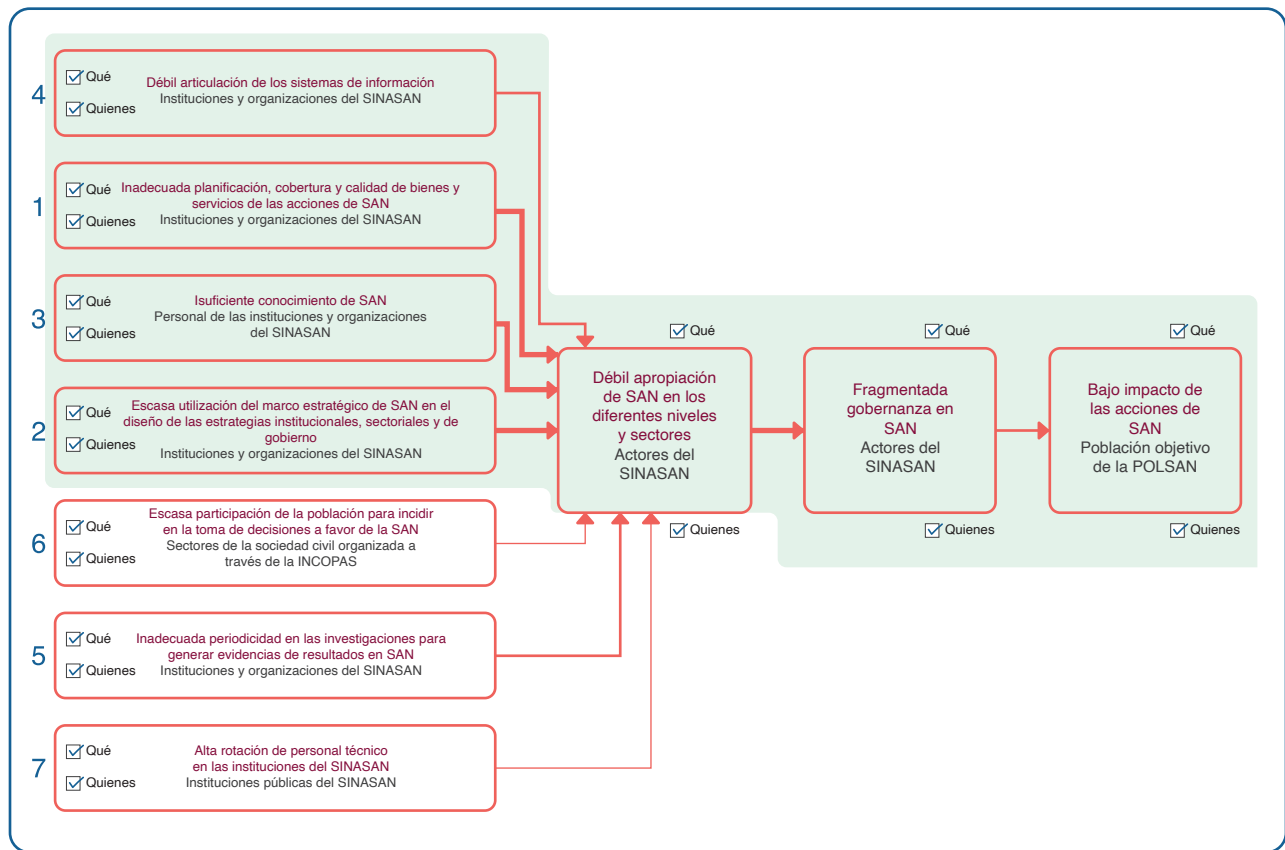 4
Qué
Quienes
Débil articulación de los sistemas de información
Instituciones y organizaciones del SINASAN
1
Qué
Quienes
Inadecuada planificación, cobertura y calidad de bienes y
servicios de las acciones de SAN
Instituciones y organizaciones del SINASAN
3
Qué
Quienes
Isuficiente conocimiento de SAN
Personal de las instituciones y organizaciones
del SINASAN
2
Qué
Quienes
Escasa utilización del marco estratégico de SAN en el
diseño de las estrategias institucionales, sectoriales y de
gobierno
Instituciones y organizaciones del SINASAN
6
Qué
Quienes
Escasa participación de la población para incidir
en la toma de decisiones a favor de la SAN
Sectores de la sociedad civil organizada a
través de la INCOPAS
5
Qué
Quienes
Inadecuada periodicidad en las investigaciones para
generar evidencias de resultados en SAN
Instituciones y organizaciones del SINASAN
7
Qué
Quienes
Alta rotación de personal técnico
en las instituciones del SINASAN
Instituciones públicas del SINASAN
Qué
Débil apropiación
de SAN en los
diferentes niveles
y sectores
Actores del
SINASAN
Quienes
Qué
Fragmentada
gobernanza en
SAN
Actores del
SINASAN
Quienes
Qué
Bajo impacto de
las acciones de
SAN
Población objetivo
de la POLSAN
Quienes